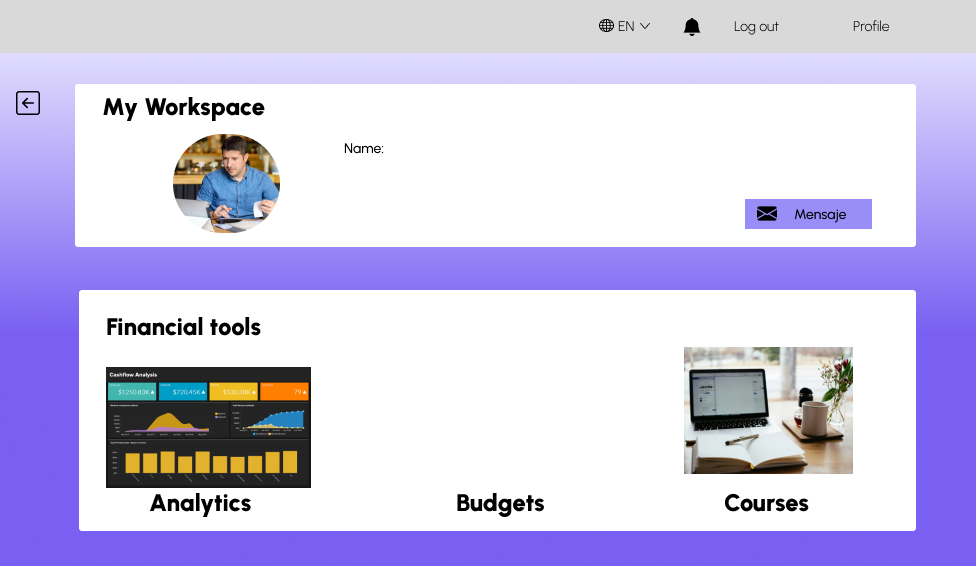 EN
Log out
Profile
My Workspace
Name:
Mensaje
Financial tools
Cashflow Analysis
$1250.83K
$720.45K
$530.38K
79
Analytics
Budgets
Courses